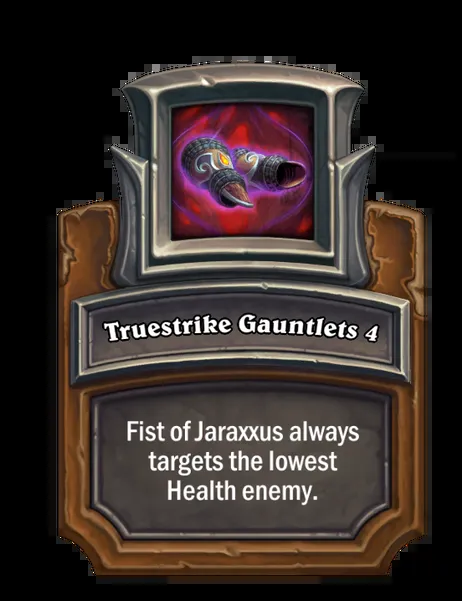 Truestrike Gauntlets 4
Fist of Jaraxxus always
targets the lowest
Health enemy.